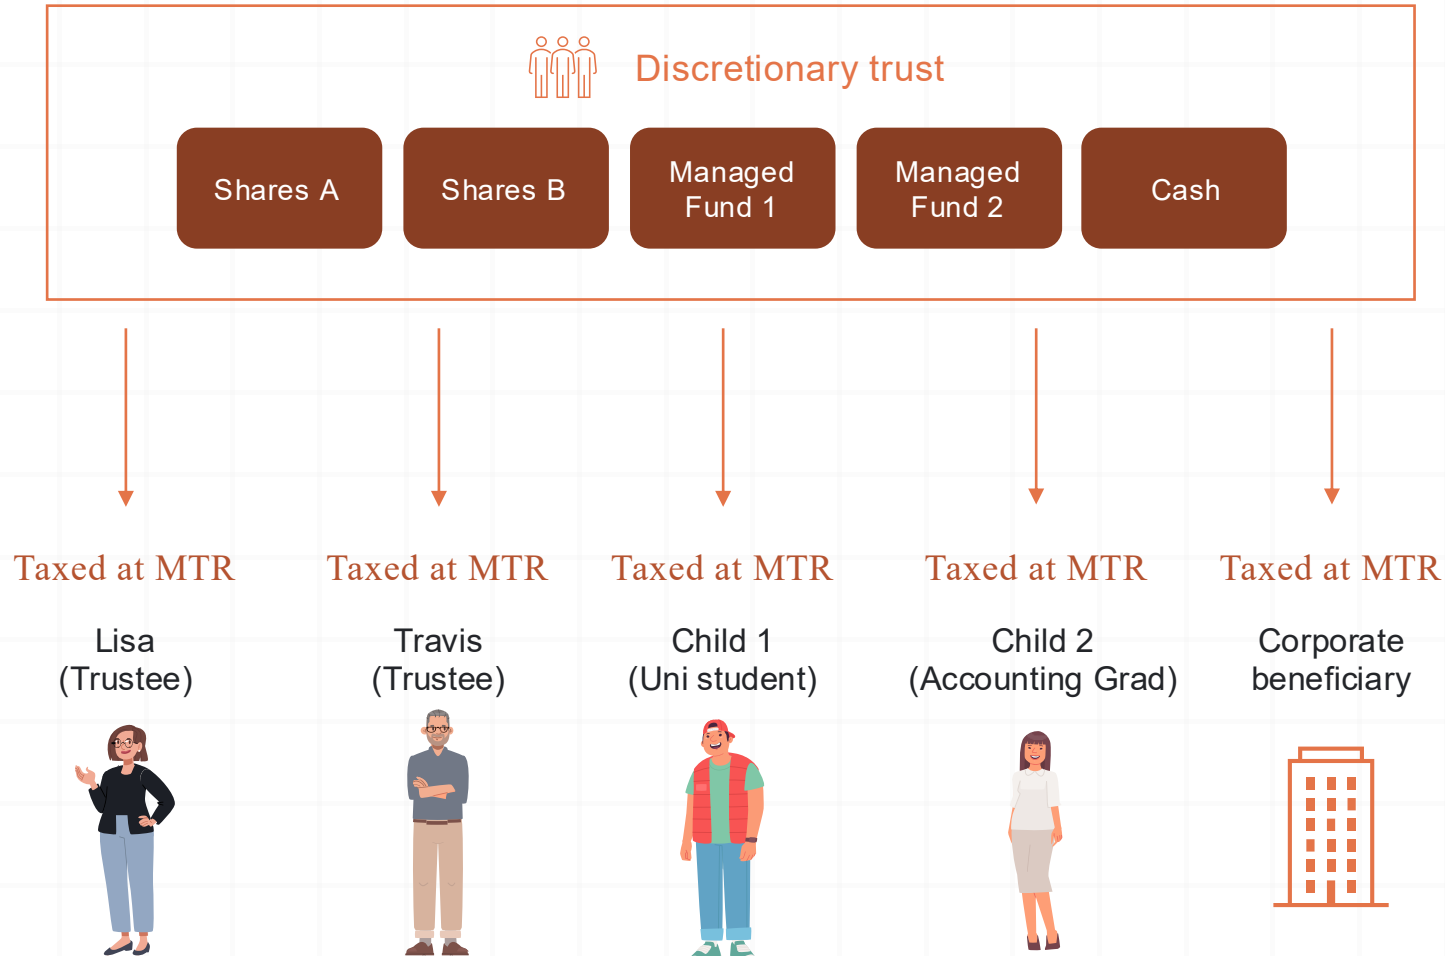 Discretionary trust
Shares A
Shares B
Managed
Fund 1
Managed
Fund 2
Cash
Taxed at MTR
Taxed at MTR
Taxed at MTR
Taxed at MTR
Taxed at MTR
Lisa
(Trustee)
Travis
(Trustee)
Child 1
(Uni student)
Child 2
(Accounting Grad)
Corporate
beneficiary